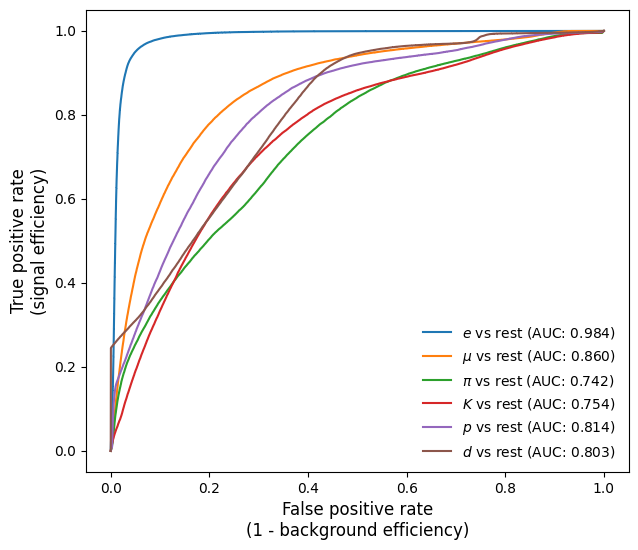 1.0
0.8
0.6
0.4
0.2
0.0
True positive rate
(signal efficiency)
e vs rest (AUC: 0.984)
μ vs rest (AUC: 0.860)
π vs rest (AUC: 0.742)
K vs rest (AUC: 0.754)
p vs rest (AUC: 0.814)
d vs rest (AUC: 0.803)
0.0 0.2 0.4 0.6 0.8 1.0
False positive rate
(1 - background efficiency)